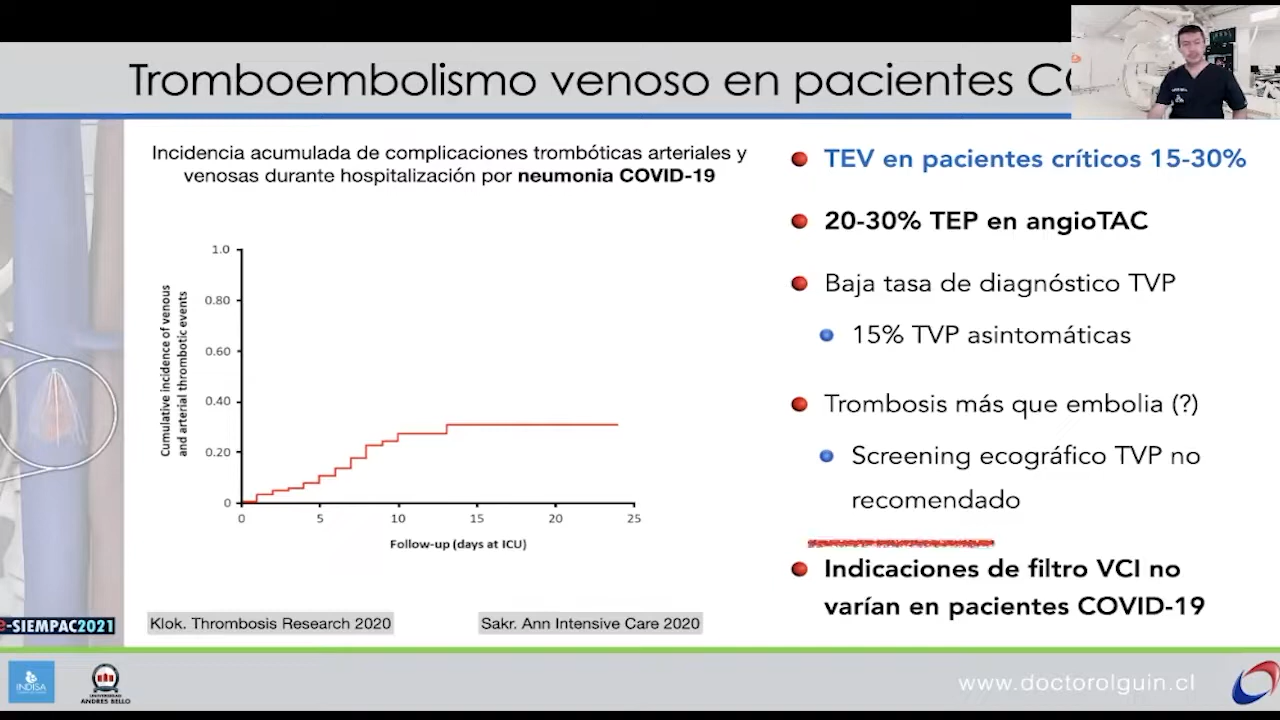 Tromboembolismo venoso en pacientes CO
Incidencia acumulada de complicaciones trombóticas arteriales y
venosas durante hospitalización por neumonia COVID-19
Cumulative incidence of venous
and arterial thrombotic events
1.0
0.80
0.60
0.40
0.20
0
0 5 10 15 20 25
Follow-up (days at ICU)
Klok. Thrombosis Research 2020
Sakr. Ann Intensive Care 2020
TEV en pacientes críticos 15-30%
20-30% TEP en angioTAC
Baja tasa de diagnóstico TVP
15% TVP asintomáticas
Trombosis más que embolia (?)
Screening ecográfico TVP no
recomendado
Indicaciones de filtro VCI no
varían en pacientes COVID-19
e-SIEMPAC2021
INDISA
UNIVERSIDAD
ANDRES BELLO
www.doctorolguin.cl